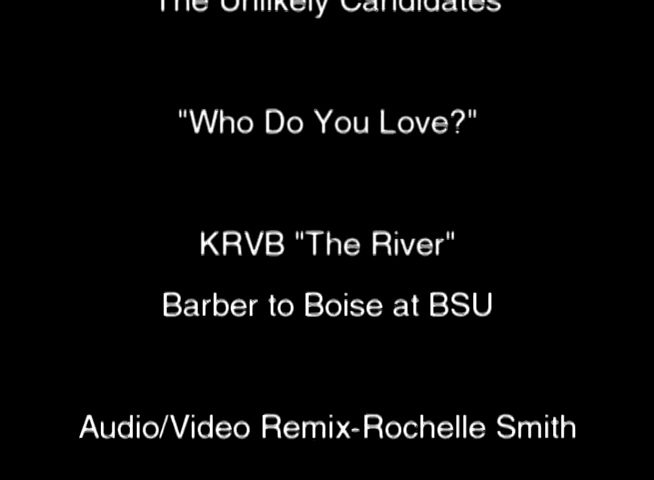 The Unlikely Candidates
"Who Do You Love?"
KRVB "The River"
Barber to Boise at BSU
Audio/Video Remix-Rochelle Smith